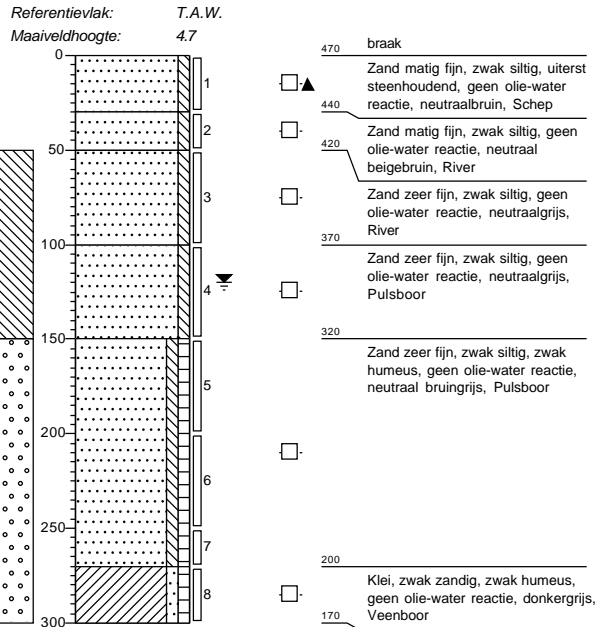 Referentievlak: T.A.W.
Maaiveldhoogte: 4.7
0
50
100
150
200
250
300
1
2
3
4
5
6
7
8
470
braak
Zand matig fijn, zwak siltig, uiterst
steenhoudend, geen olie-water
reactie, neutraalbruin, Schep
440
Zand matig fijn, zwak siltig, geen
olie-water reactie, neutraal
beigebruin, River
420
Zand zeer fijn, zwak siltig, geen
olie-water reactie, neutraalgrijs,
River
370
Zand zeer fijn, zwak siltig, geen
olie-water reactie, neutraalgrijs,
Pulsboor
320
Zand zeer fijn, zwak siltig, zwak
humeus, geen olie-water reactie,
neutraal bruingrijs, Pulsboor
200
Klei, zwak zandig, zwak humeus,
geen olie-water reactie, donkergrijs,
Veenboor
170